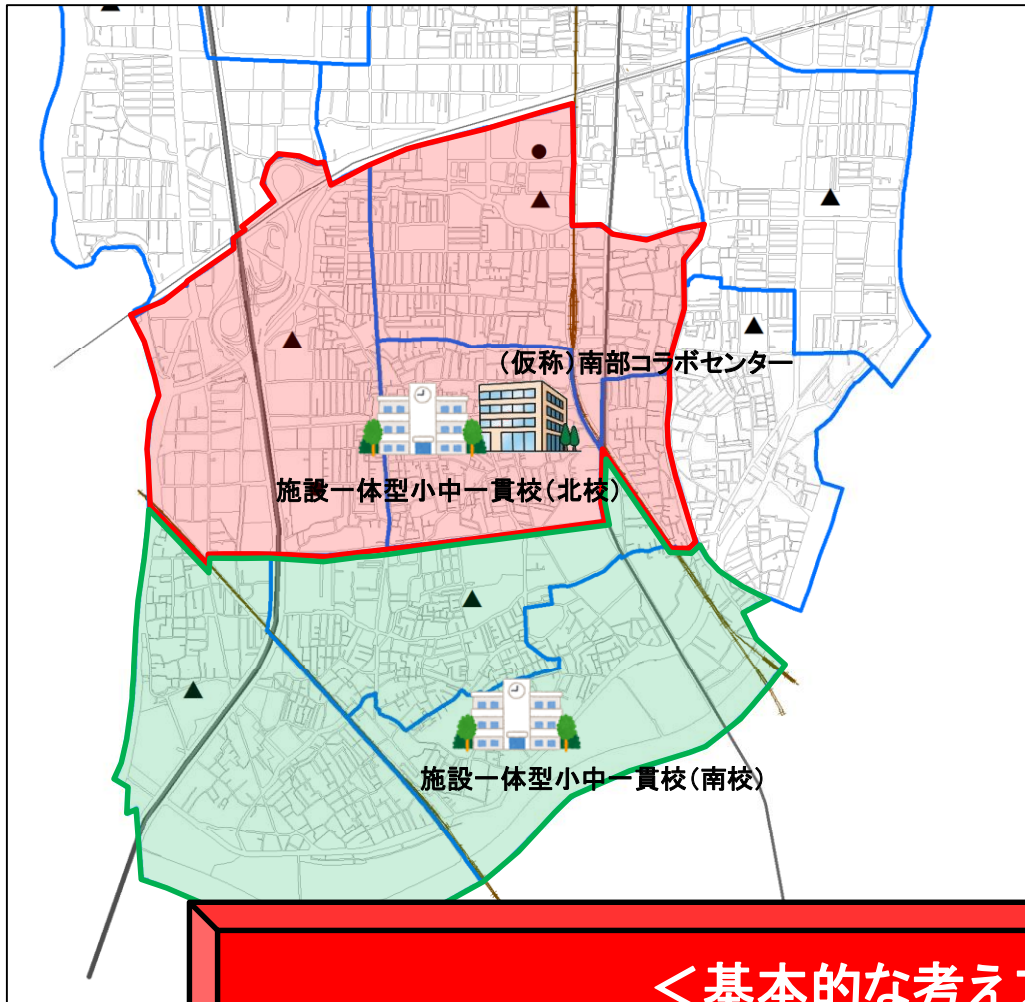 (仮称)南部コラボセンター
施設一体型小中一貫校(北校)
施設一体型小中一貫校(南校)
＜基本的な考え